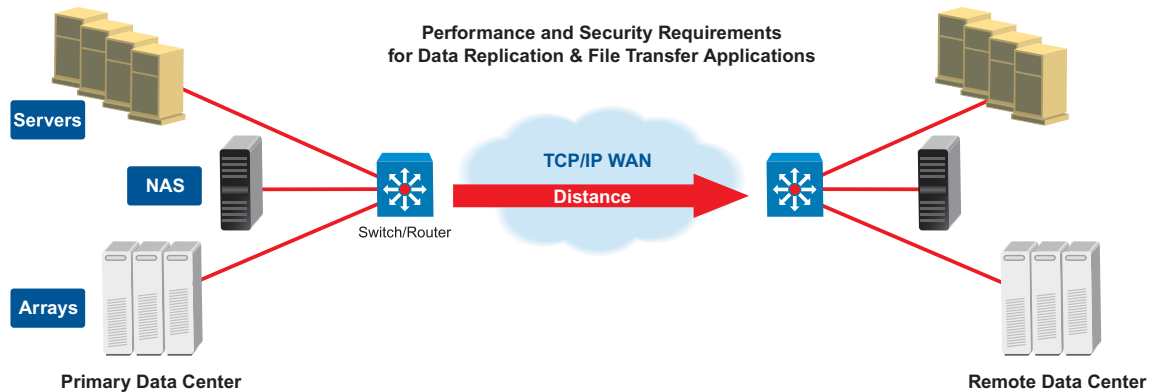 Performance and Security Requirements
for Data Replication & File Transfer Applications
Servers
TCP/IP WAN
NAS
Distance
Switch/Router
Arrays
Primary Data Center
Remote Data Center